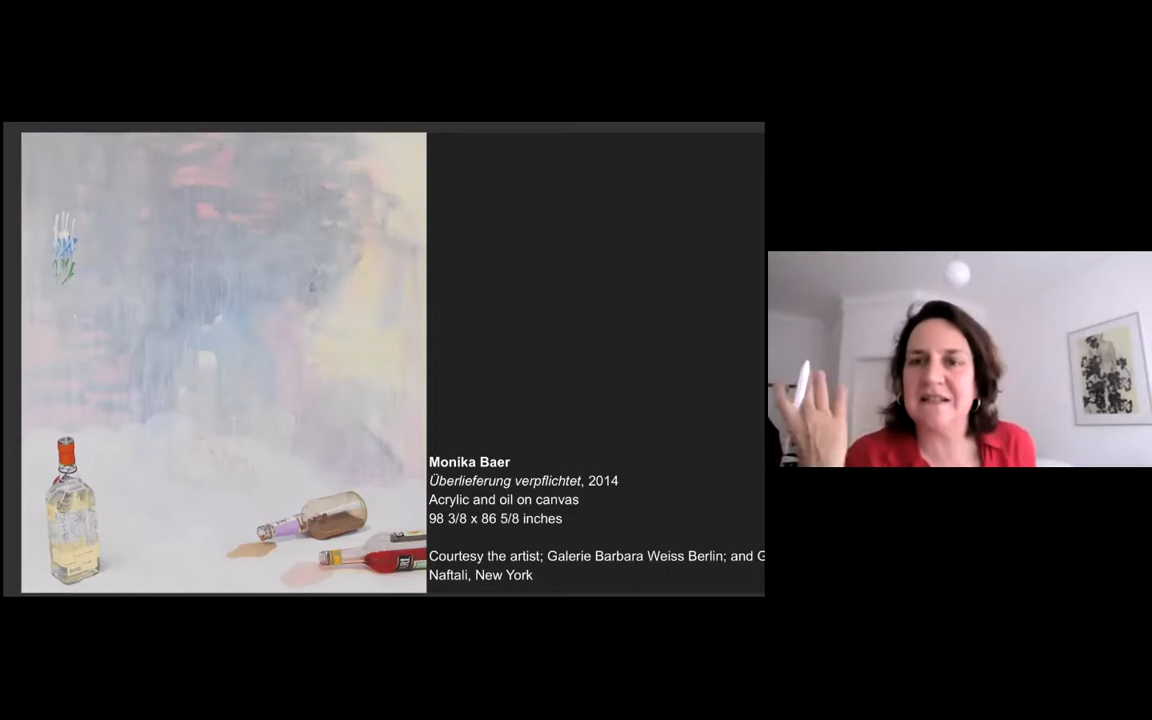 Monika Baer
Überlieferung verpflichtet, 2014
Acrylic and oil on canvas
98 3/8 x 86 5/8 inches
Courtesy the artist; Galerie Barbara Weiss Berlin; and G
Naftali, New York